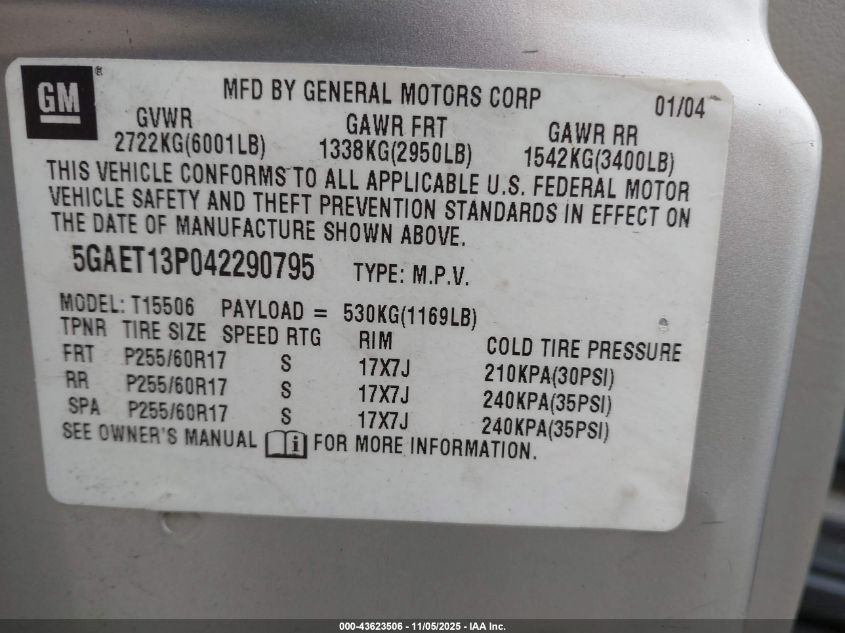 GM ®
MFD BY GENERAL MOTORS CORP 01/04
GVWR GAWR FRT GAWR RR
2722KG(6001LB) 1338KG(2950LB) 1542KG(3400LB)
THIS VEHICLE CONFORMS TO ALL APPLICABLE U.S. FEDERAL MOTOR
VEHICLE SAFETY AND THEFT PREVENTION STANDARDS IN EFFECT ON
THE DATE OF MANUFACTURE SHOWN ABOVE.
5GAET13P042290795 TYPE: M.P.V.
MODEL: T15506 PAYLOAD = 530KG(1169LB)
TPNR TIRE SIZE SPEED RTG RIM COLD TIRE PRESSURE
FRT P255/60R17 S 17X7J 210KPA(30PSI)
RR P255/60R17 S 17X7J 240KPA(35PSI)
SPA P255/60R17 S 17X7J 240KPA(35PSI)
SEE OWNER'S MANUAL i FOR MORE INFORMATION.
000-43623506 - 11/05/2025 - IAA Inc.